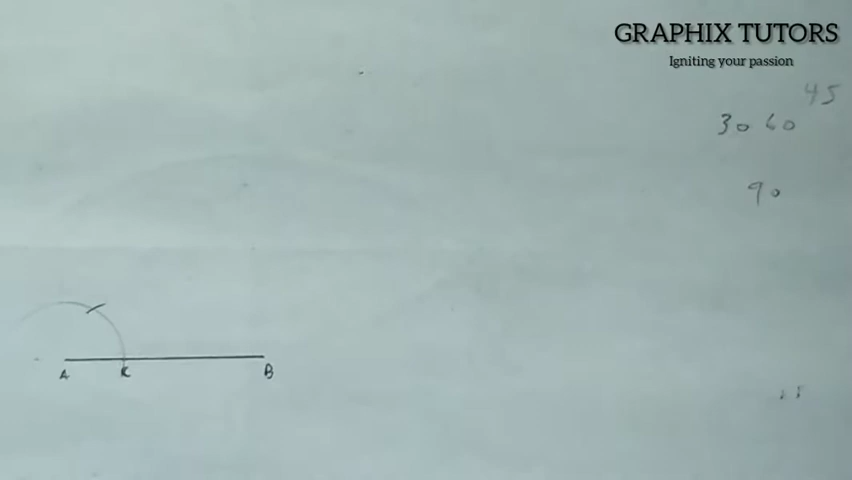 GRAPHIX TUTORS
Igniting your passion
45
30 60
90
A K B